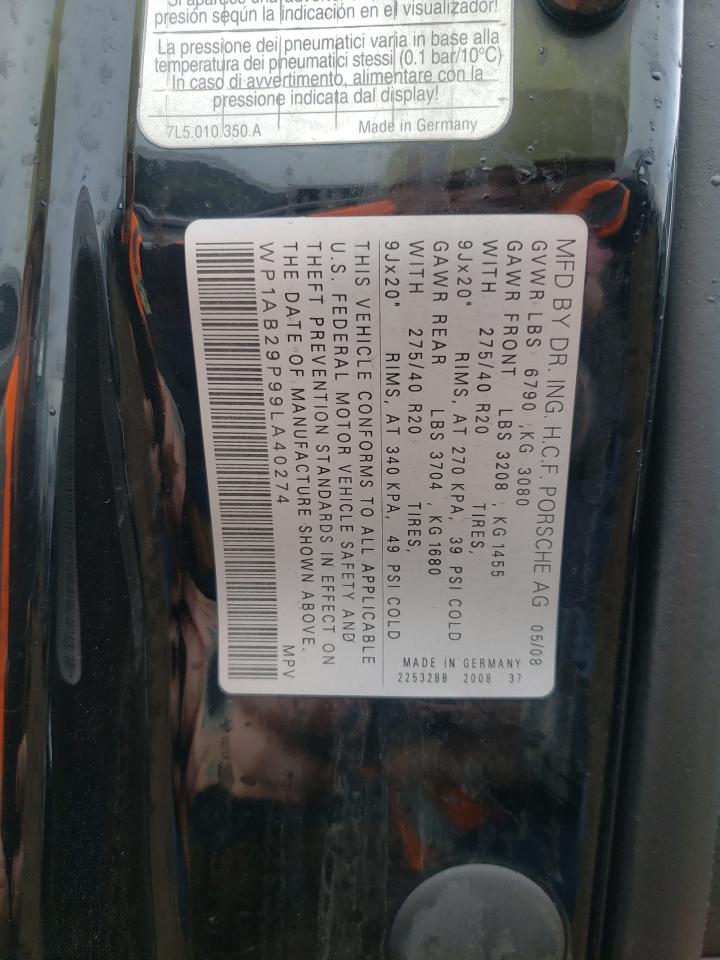 presión según la indicación en el visualizador!
La pressione dei pneumatici varia in base alla
temperatura dei pneumatici stessi (0.1 bar/10°C)
In caso di avvertimento, alimentare con la
pressione indicata dal display!
7L5.010.350.A Made in Germany
MFD BY DR. ING. H.C.F. PORSCHE AG 05/08
GVWR LBS 6790 ,KG 3080
GAWR FRONT LBS 3208 , KG 1455
WITH 275/40 R20 TIRES,
9Jx20" RIMS, AT 270 KPA, 39 PSI COLD
GAWR REAR LBS 3704 , KG 1680
WITH 275/40 R20 TIRES,
9Jx20" RIMS, AT 340 KPA, 49 PSI COLD
MADE IN GERMANY
2253288 2008 37
THIS VEHICLE CONFORMS TO ALL APPLICABLE
U.S. FEDERAL MOTOR VEHICLE SAFETY AND
THEFT PREVENTION STANDARDS IN EFFECT ON
THE DATE OF MANUFACTURE SHOWN ABOVE.
MPV
WP1AB29P99LA40274